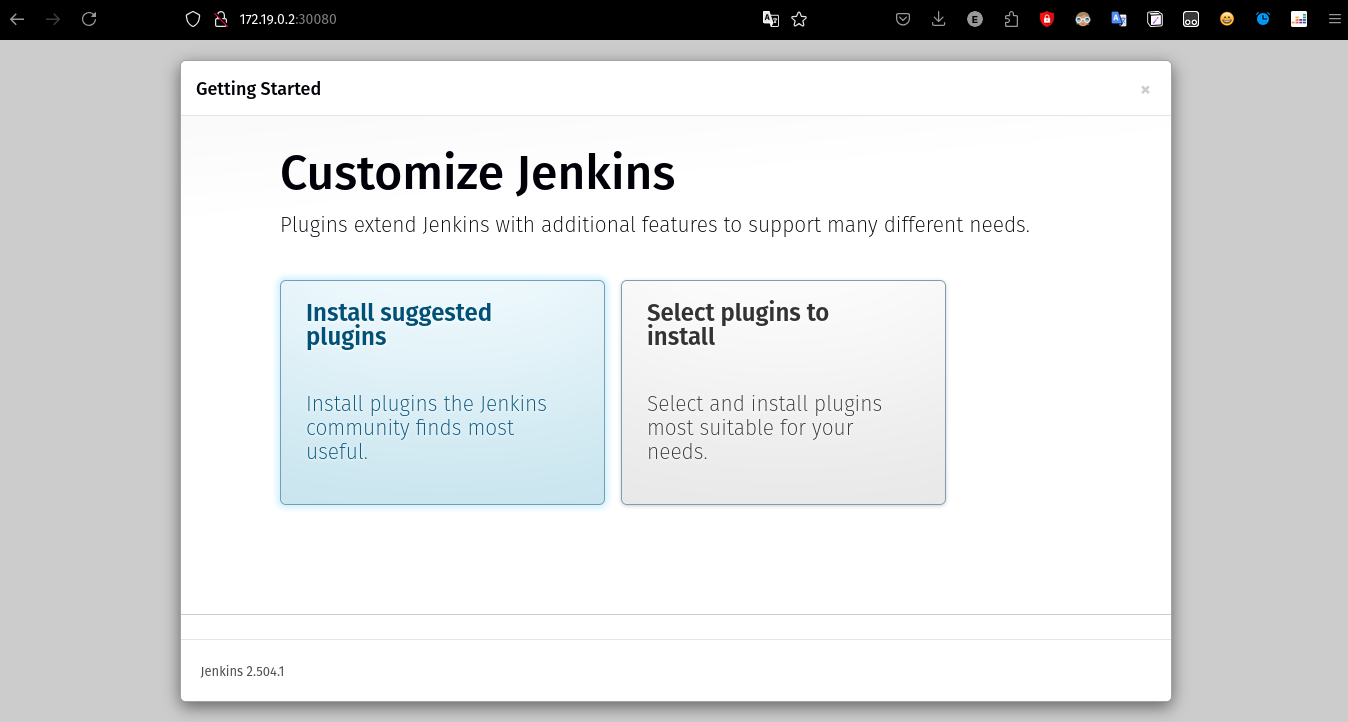 172.19.0.2:30080
E
Getting Started
×
Customize Jenkins
Plugins extend Jenkins with additional features to support many different needs.
Install suggested
plugins
Install plugins the Jenkins
community finds most
useful.
Select plugins to
install
Select and install plugins
most suitable for your
needs.
Jenkins 2.504.1